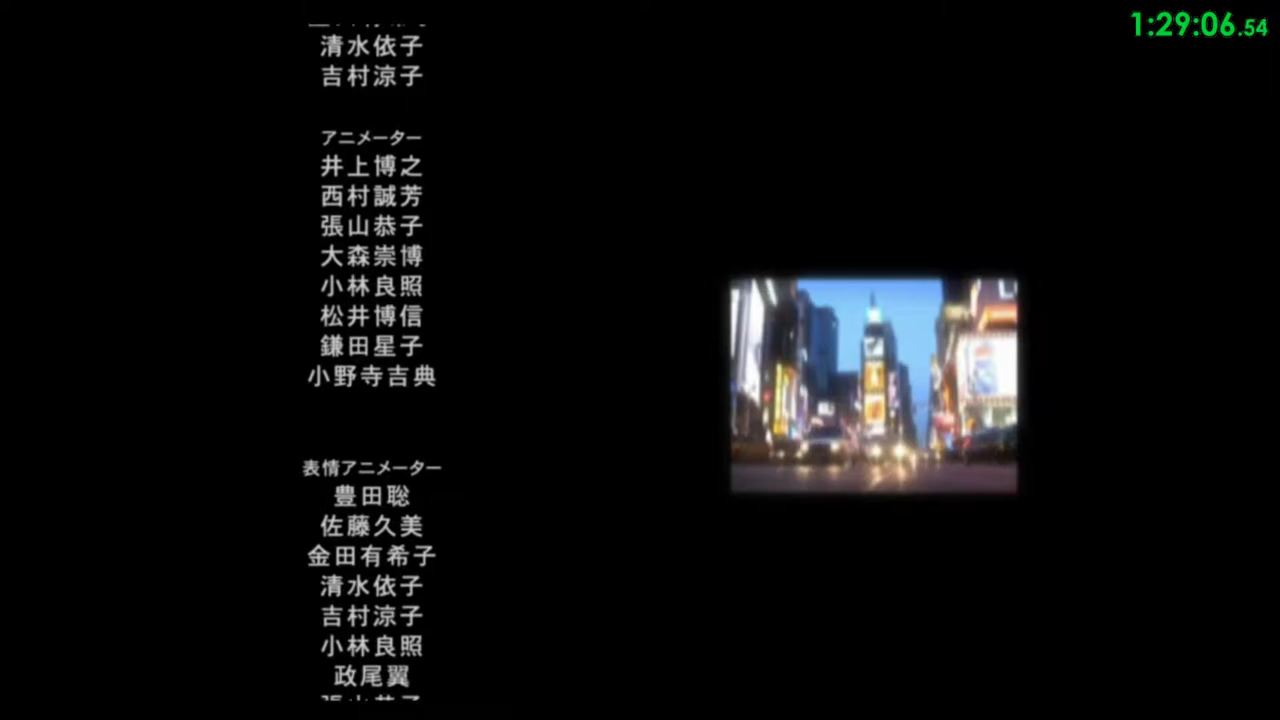 1:29:06.54
清水依子
吉村涼子
アニメーター
井上博之
西村誠芳
張山恭子
大森崇博
小林良照
松井博信
鎌田星子
小野寺吉典
表情アニメーター
豊田聡
佐藤久美
金田有希子
清水依子
吉村涼子
小林良照
政尾翼